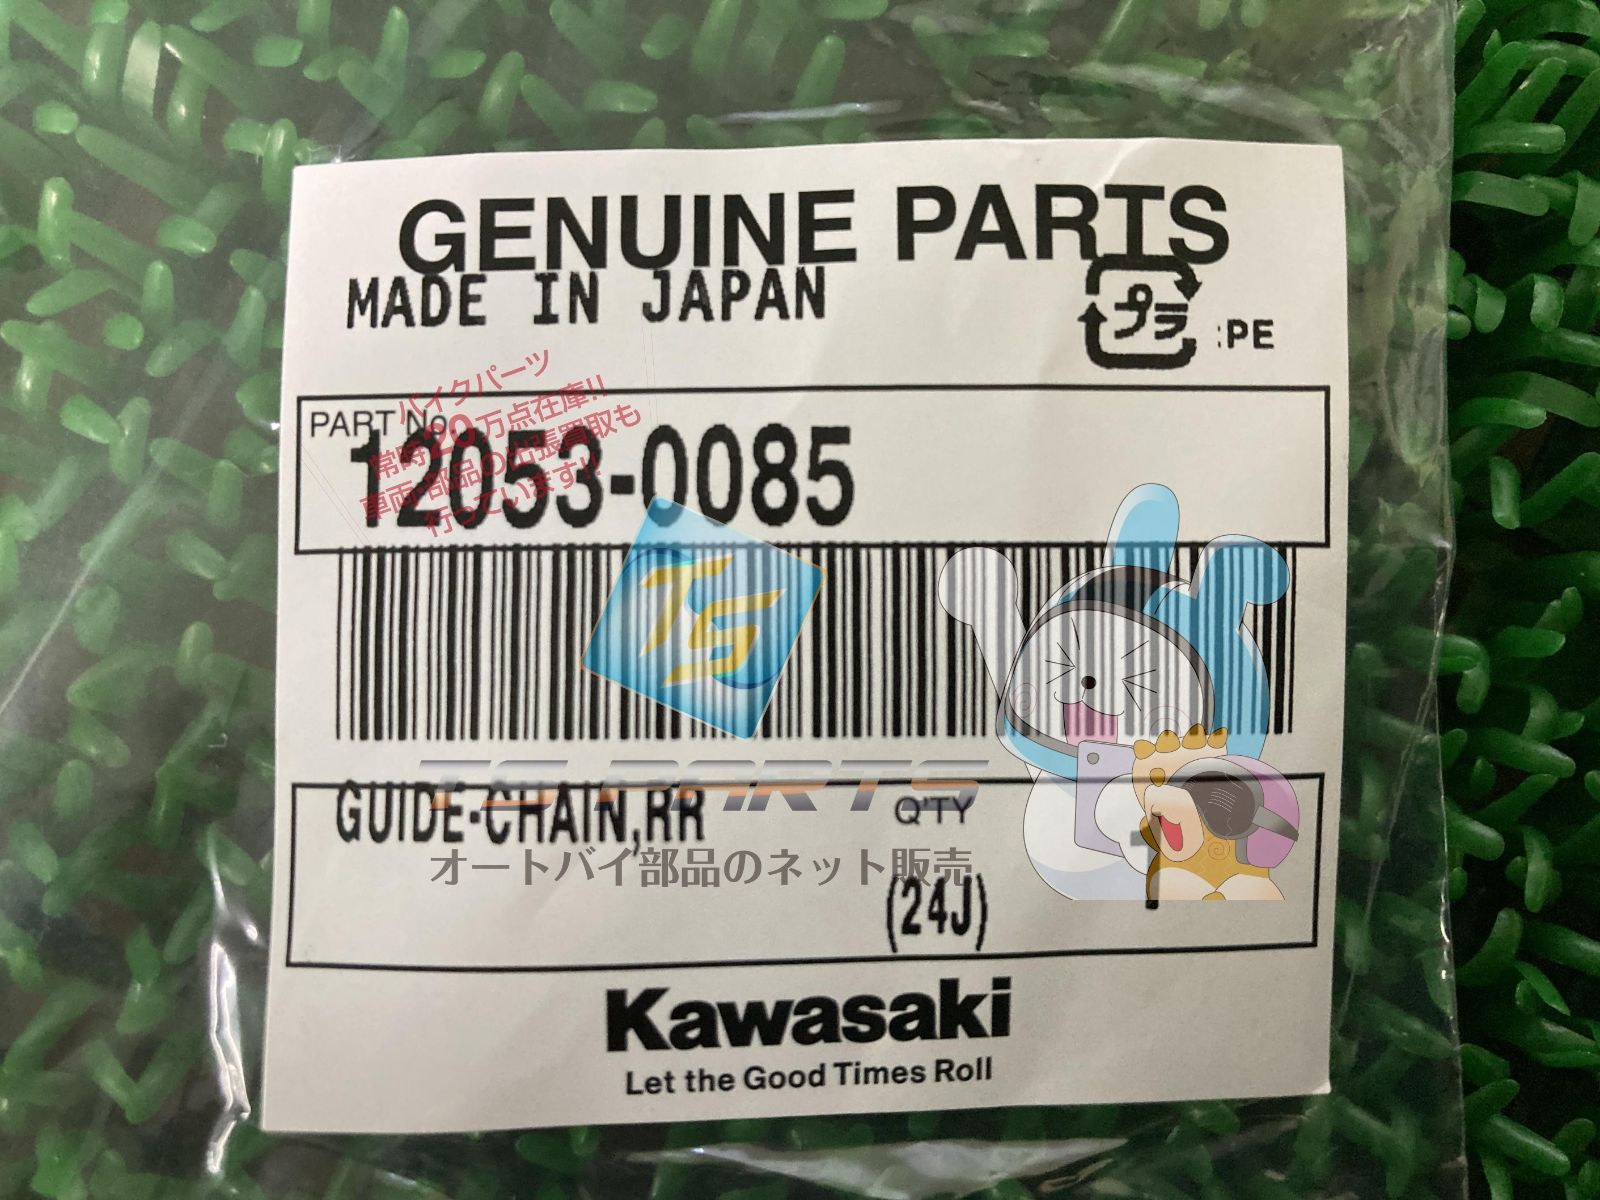 GENUINE PARTS
MADE IN JAPAN
プラ :PE
バイクパーツ
常時20万点在庫!!
車両・部品の出張買取も
行っています!!
PART No.
12053-0085
TS
TS PARTS
GUIDE-CHAIN,RR Q'TY 1
オートバイ部品のネット販売
(24J)
Kawasaki
Let the Good Times Roll